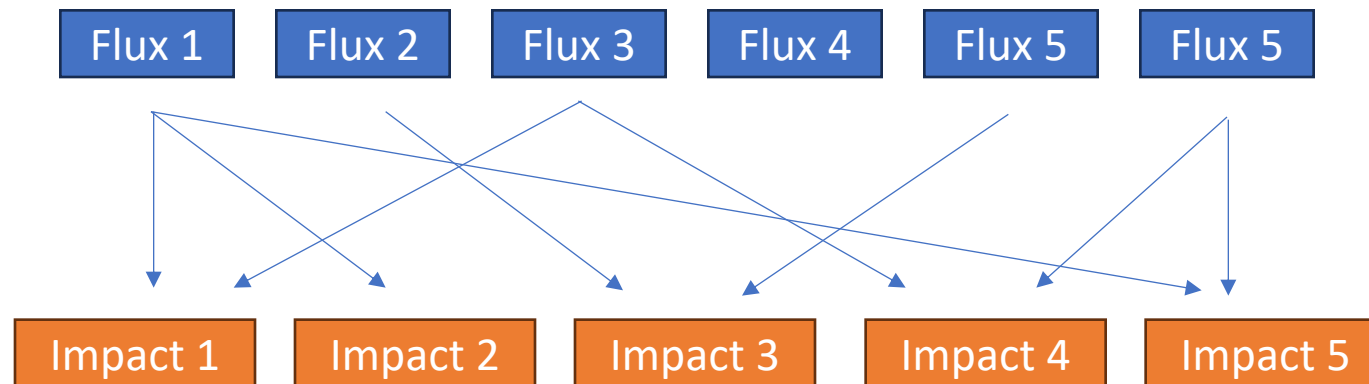 Flux 1
Flux 2
Flux 3
Flux 4
Flux 5
Flux 5
Impact 1
Impact 2
Impact 3
Impact 4
Impact 5